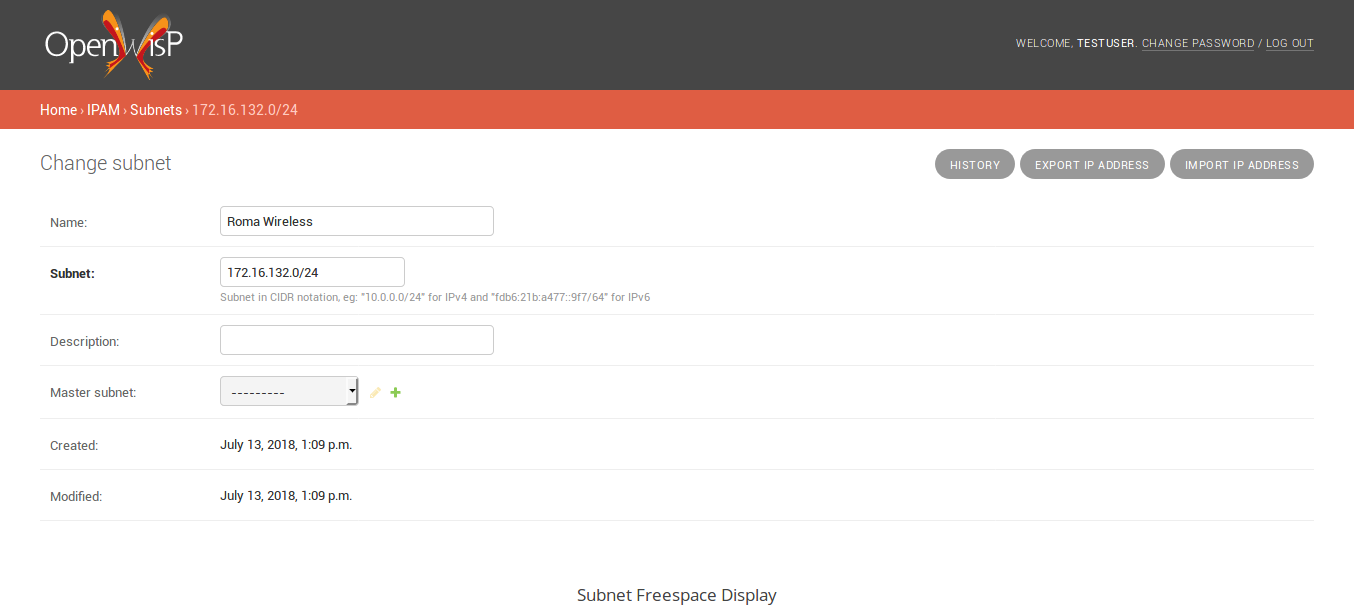 OpenWisP
WELCOME, TESTUSER. CHANGE PASSWORD / LOG OUT
Home › IPAM › Subnets › 172.16.132.0/24
Change subnet
HISTORY EXPORT IP ADDRESS IMPORT IP ADDRESS
Name: Roma Wireless
Subnet: 172.16.132.0/24
Subnet in CIDR notation, eg: "10.0.0.0/24" for IPv4 and "fdb6:21b:a477::9f7/64" for IPv6
Description:
Master subnet: ---------
Created: July 13, 2018, 1:09 p.m.
Modified: July 13, 2018, 1:09 p.m.
Subnet Freespace Display